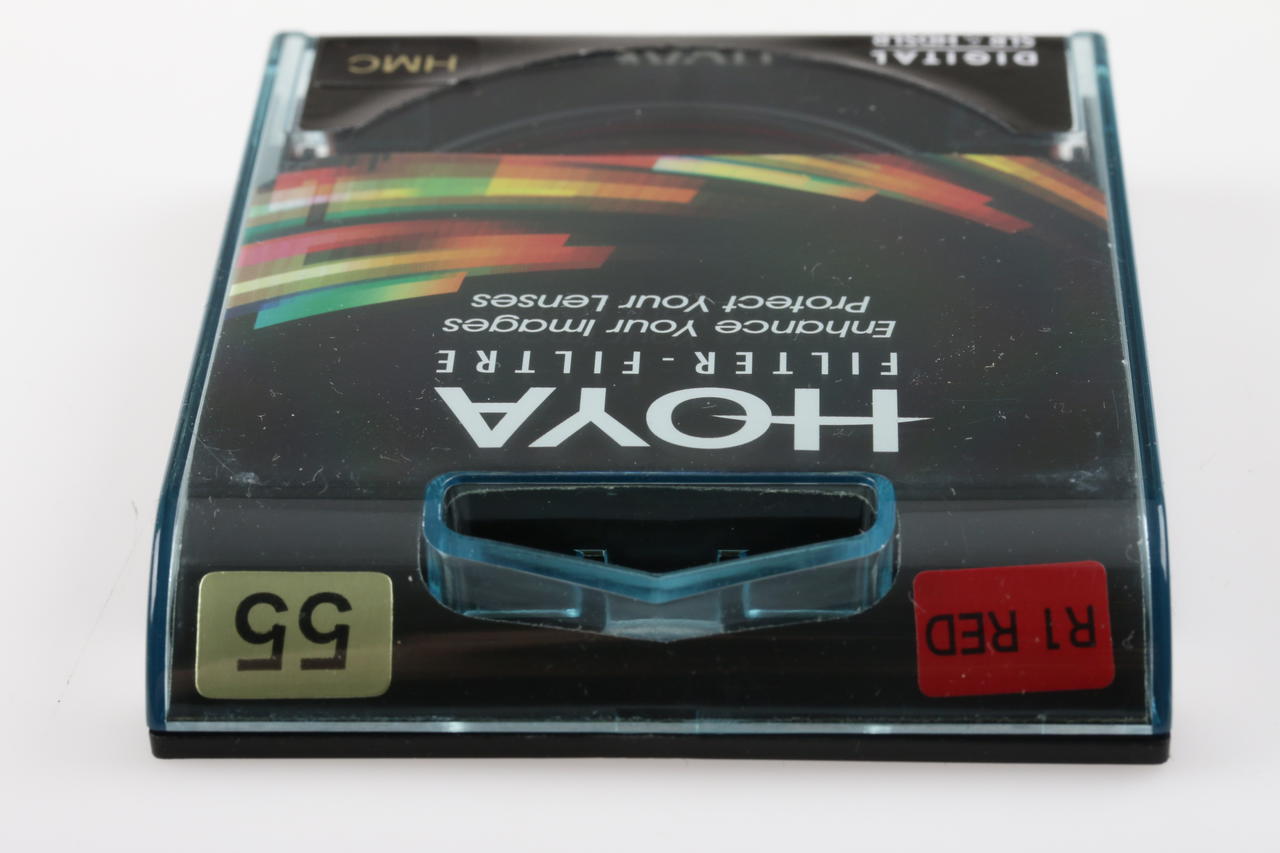 R1 RED
55
HOYA
FILTER-FILTRE
Enhance Your Images
Protect Your Lenses
DIGITAL
HMC